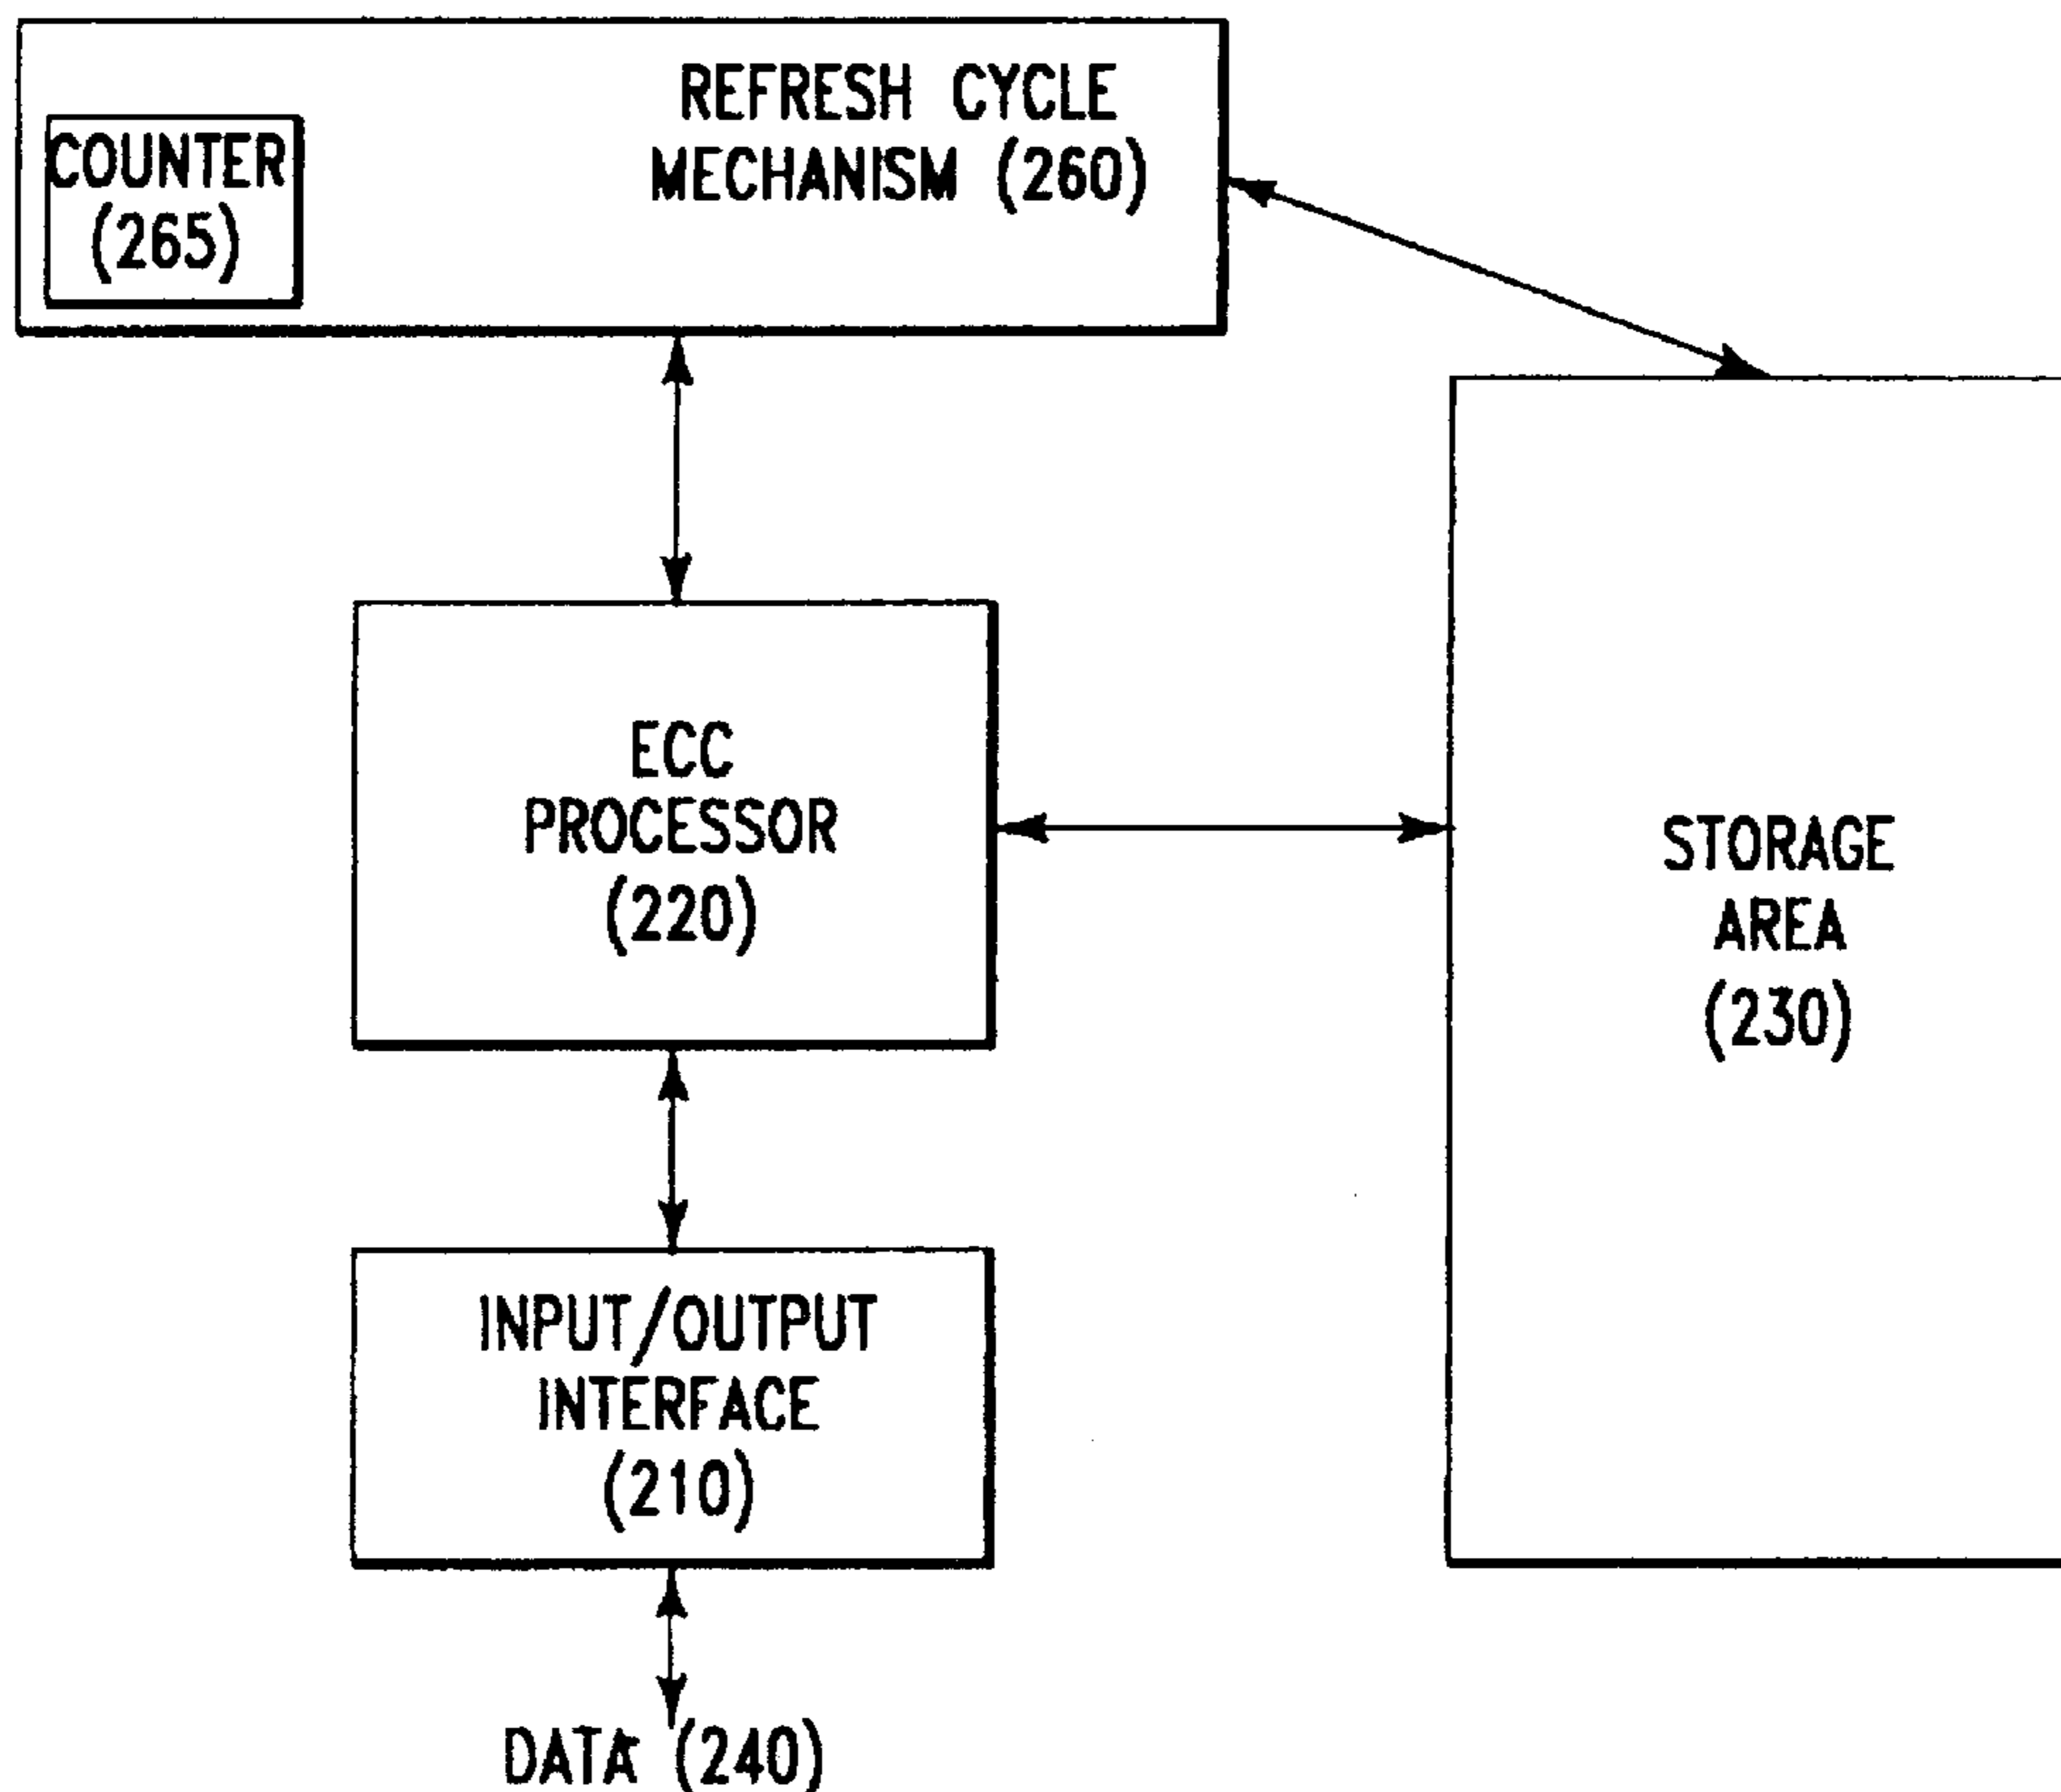 REFRESH CYCLE
MECHANISM (260)
COUNTER
(265)
ECC
PROCESSOR
(220)
STORAGE
AREA
(230)
INPUT/OUTPUT
INTERFACE
(210)
DATA (240)